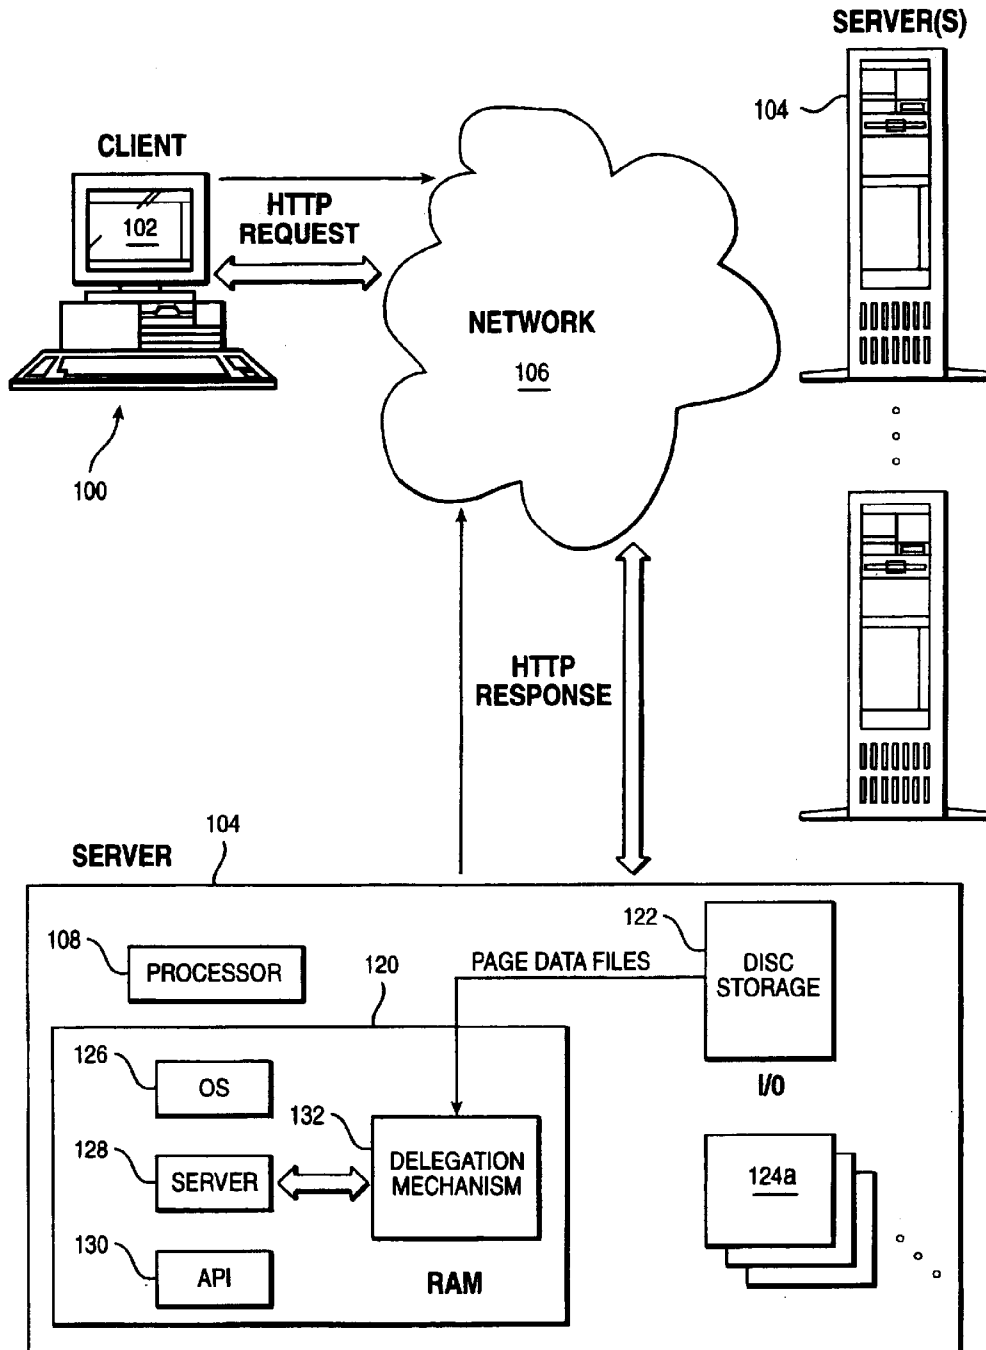 SERVER(S)
104
CLIENT
102
HTTP
REQUEST
NETWORK
106
100
HTTP
RESPONSE
104
SERVER
108
PROCESSOR
120
PAGE DATA FILES
122
DISC
STORAGE
I/O
126
OS
132
DELEGATION
MECHANISM
128
SERVER
130
API
RAM
124a